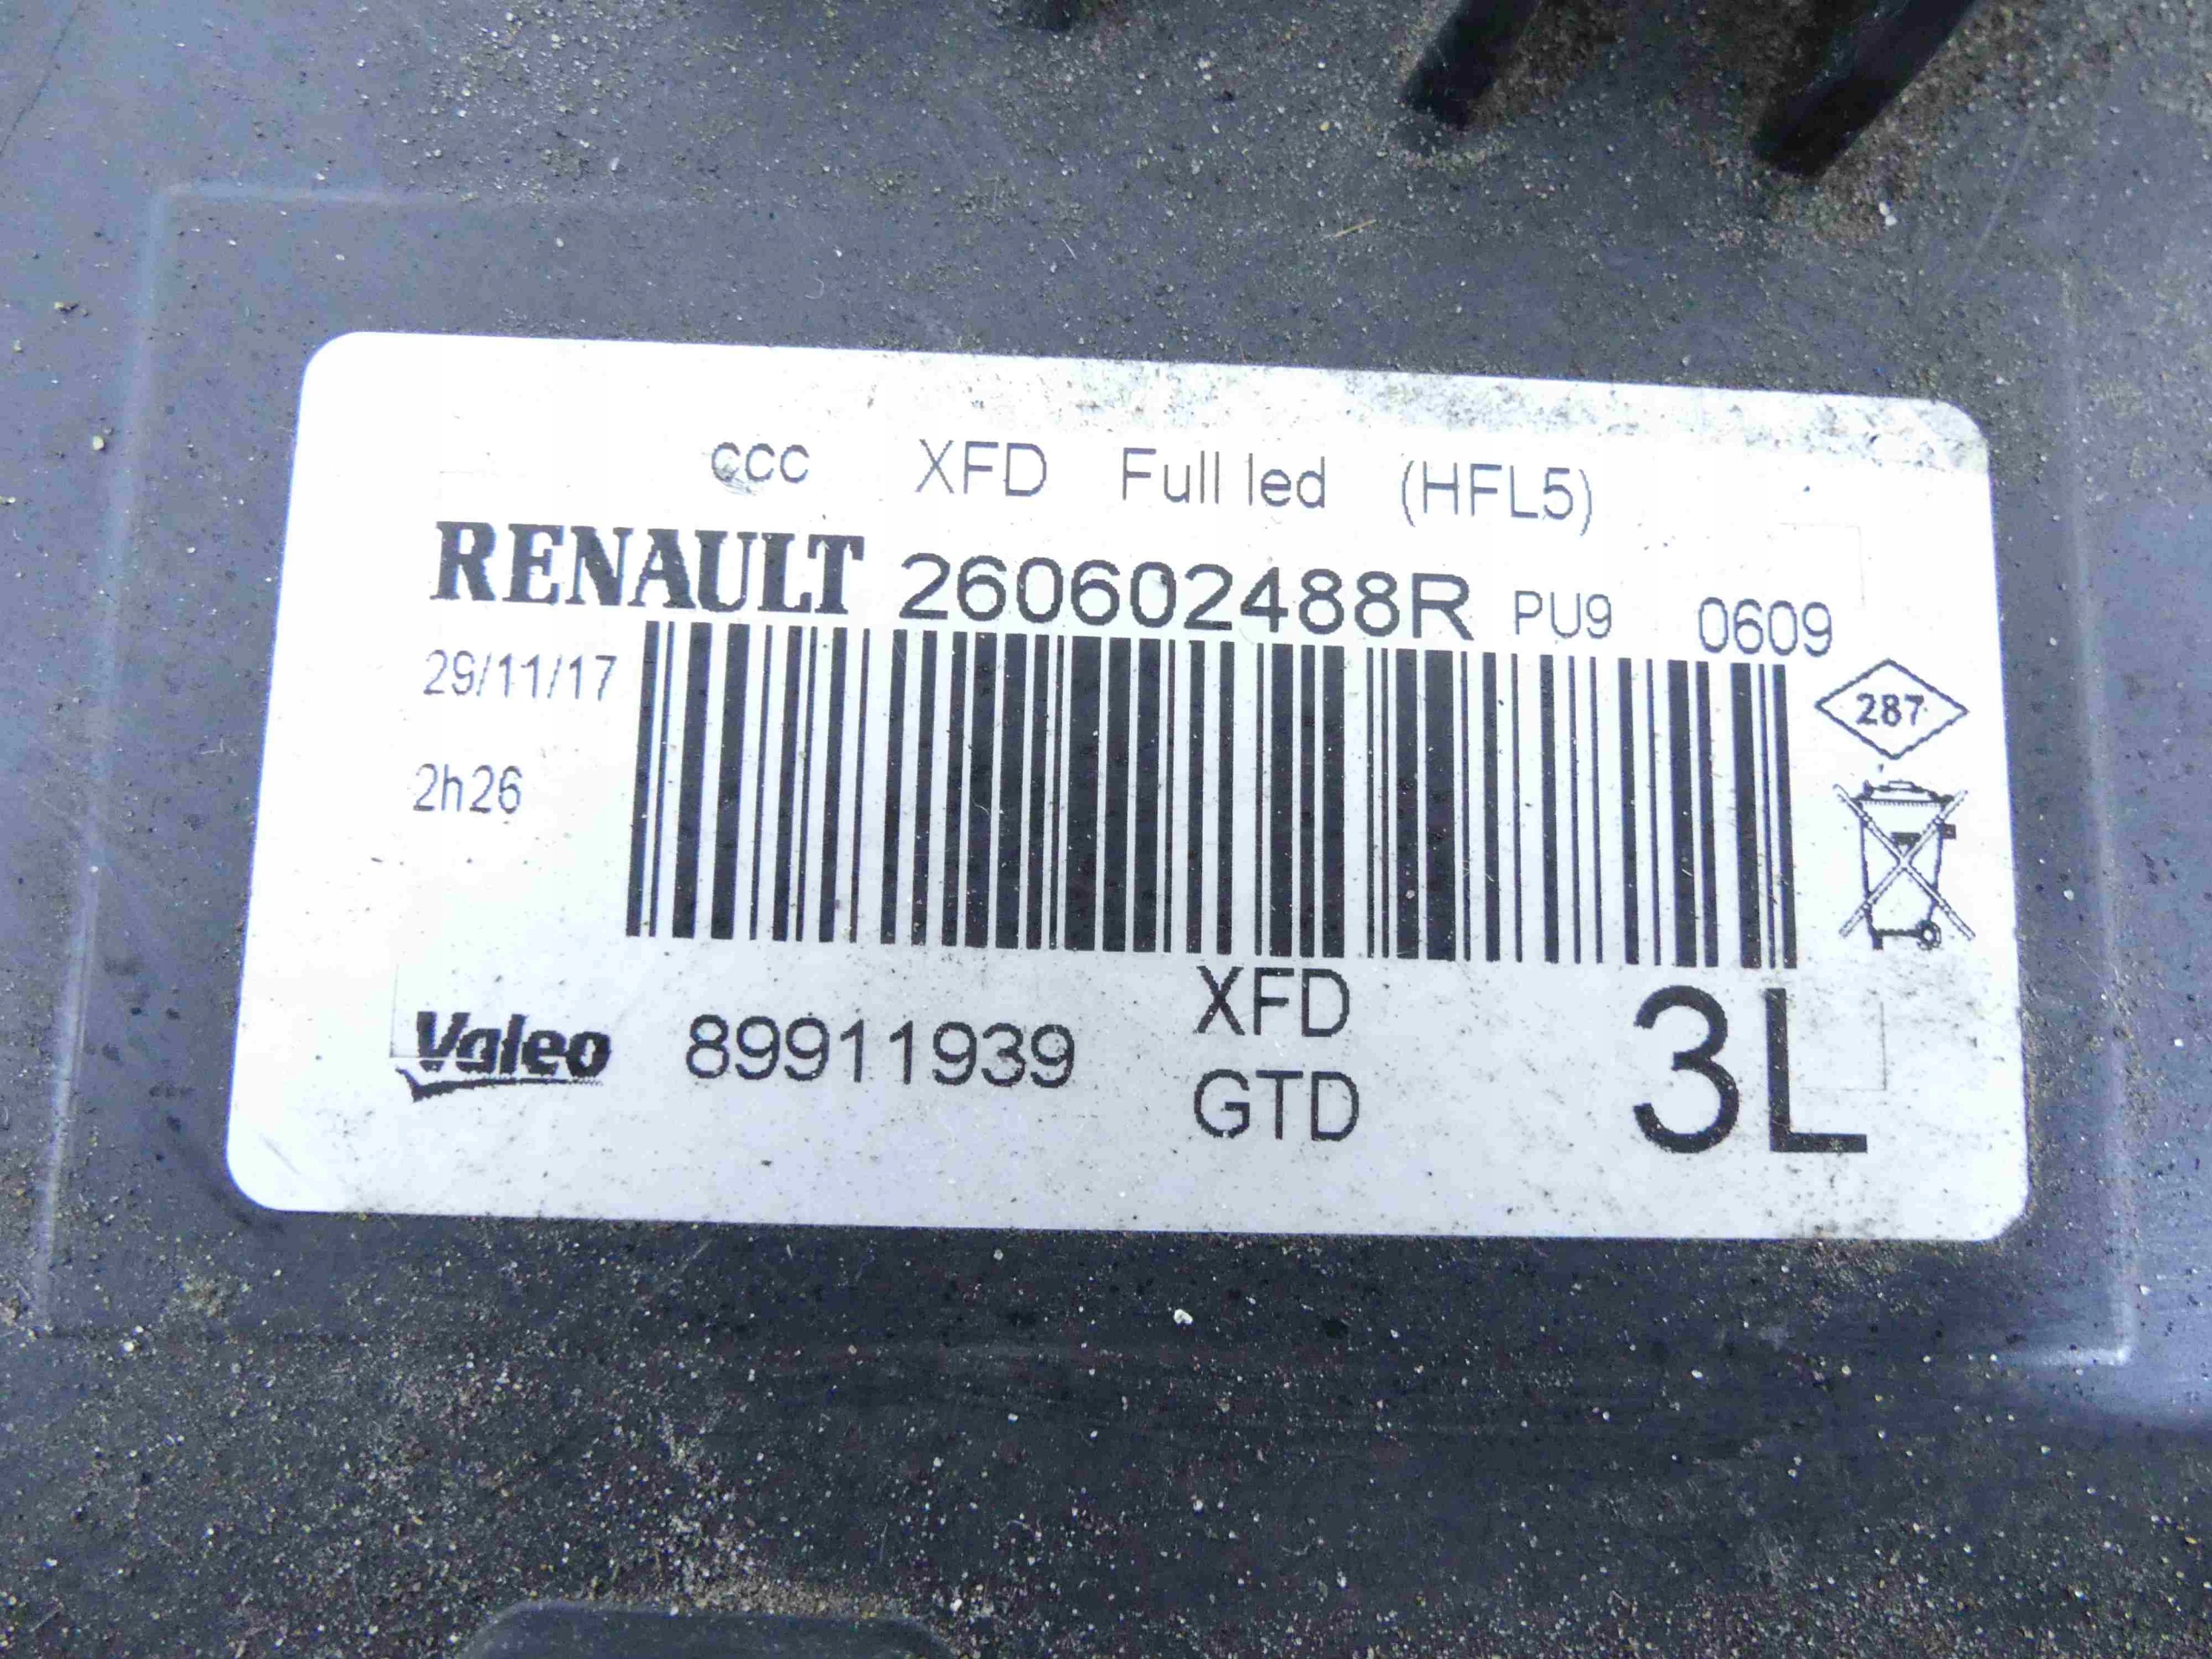 ccc XFD Full led (HFL5)
RENAULT 260602488R PU9 0609
29/11/17
287
2h26
Valeo 89911939 XFD
GTD
3L